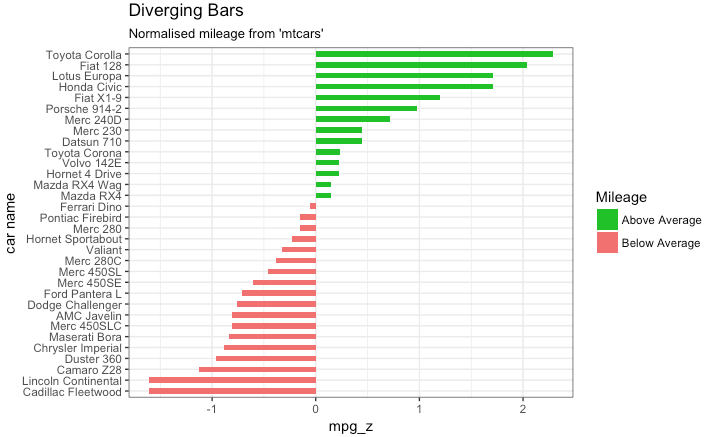 Diverging Bars
Normalised mileage from 'mtcars'
Toyota Corolla
Fiat 128
Lotus Europa
Honda Civic
Fiat X1-9
Porsche 914-2
Merc 240D
Merc 230
Datsun 710
Toyota Corona
Volvo 142E
Hornet 4 Drive
Mazda RX4 Wag
Mazda RX4
Ferrari Dino
Pontiac Firebird
Merc 280
Hornet Sportabout
Valiant
Merc 280C
Merc 450SL
Merc 450SE
Ford Pantera L
Dodge Challenger
AMC Javelin
Merc 450SLC
Maserati Bora
Chrysler Imperial
Duster 360
Camaro Z28
Lincoln Continental
Cadillac Fleetwood
car name
-1 0 1 2
mpg_z
Mileage
Above Average
Below Average